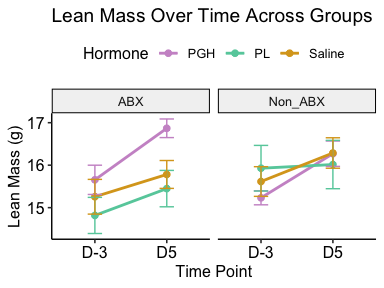 Lean Mass Over Time Across Groups
Hormone PGH PL Saline
ABX Non_ABX
Lean Mass (g)
17
16
15
D-3 D5 D-3 D5
Time Point